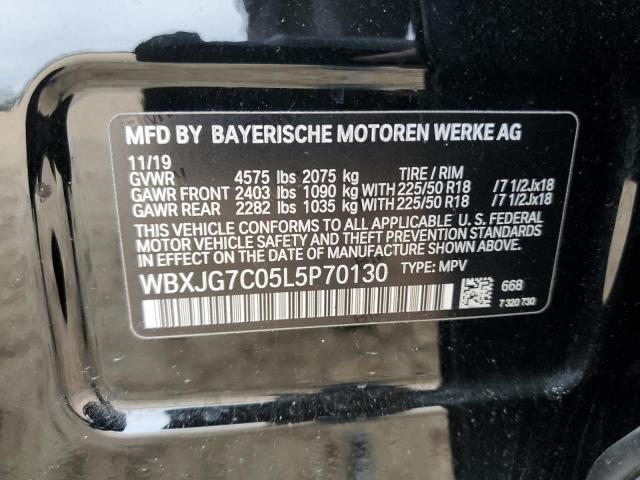 MFD BY BAYERISCHE MOTOREN WERKE AG
11/19
GVWR 4575 lbs 2075 kg TIRE / RIM
GAWR FRONT 2403 lbs 1090 kg WITH 225/50 R18 /7 1/2Jx18
GAWR REAR 2282 lbs 1035 kg WITH 225/50 R18 /7 1/2Jx18
THIS VEHICLE CONFORMS TO ALL APPLICABLE U. S. FEDERAL
MOTOR VEHICLE SAFETY, BUMPER, AND THEFT PREVENTION STANDARDS
IN EFFECT ON THE DATE OF MANUFACTURE SHOWN ABOVE.
WBXJG7C05L5P70130 TYPE: MPV
668
7 320 730